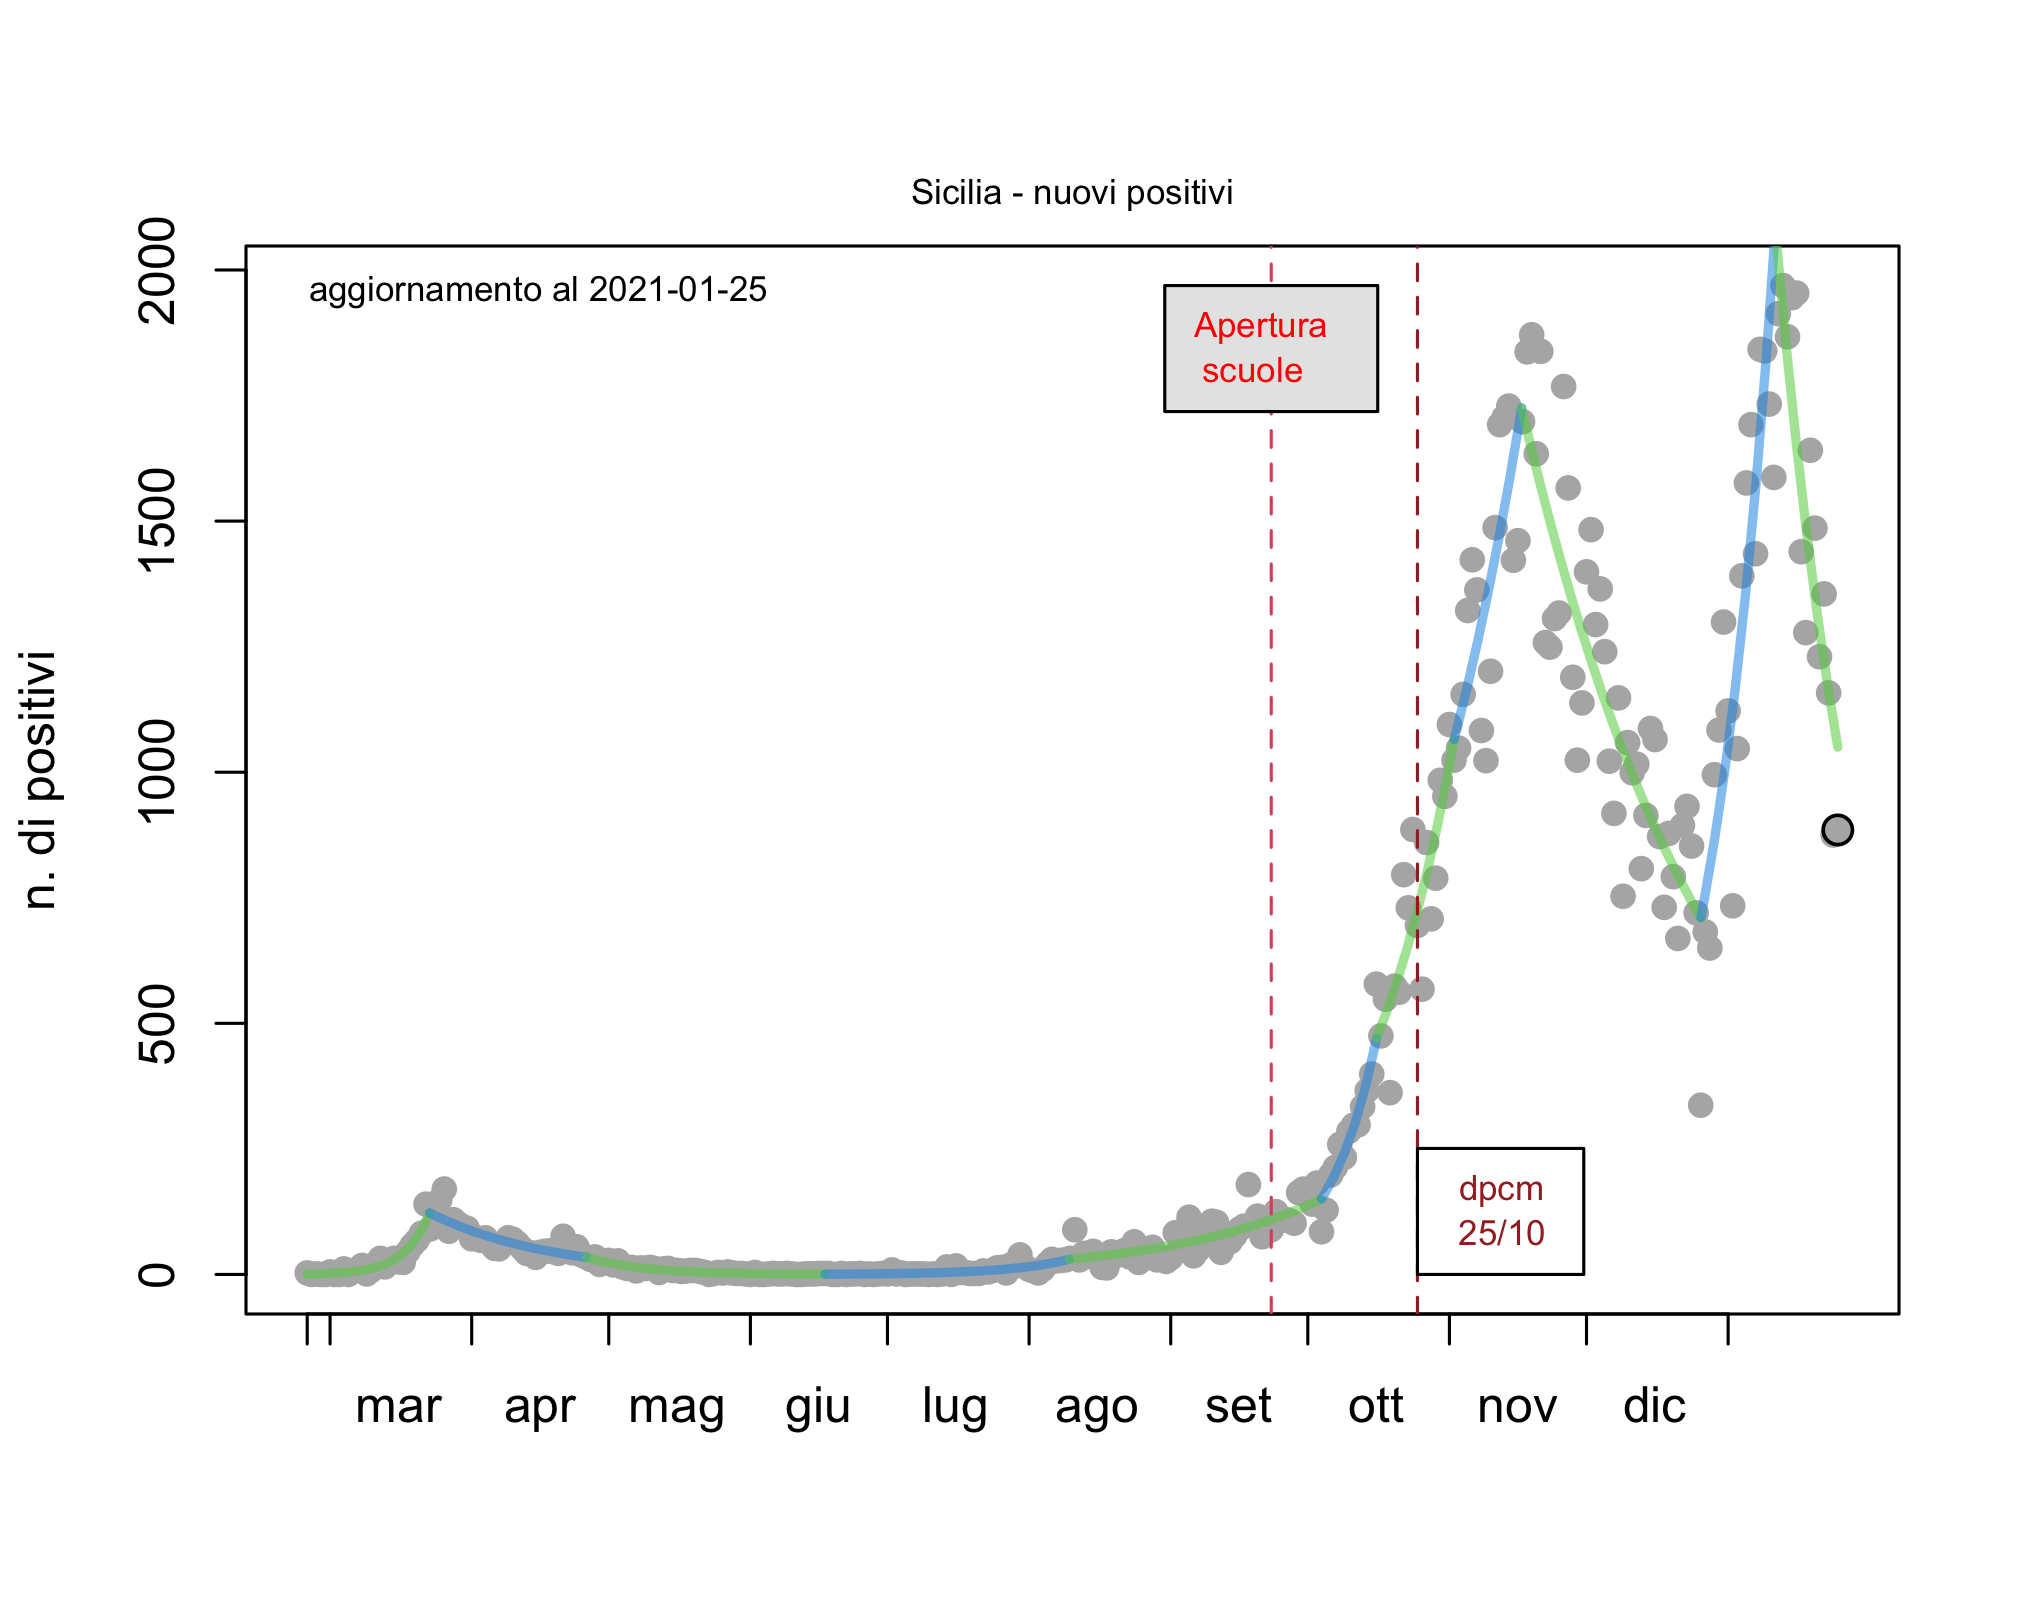 Sicilia - nuovi positivi
aggiornamento al 2021-01-25
Apertura
scuole
dpcm
25/10
n. di positivi
2000
1500
1000
500
0
mar apr mag giu lug ago set ott nov dic